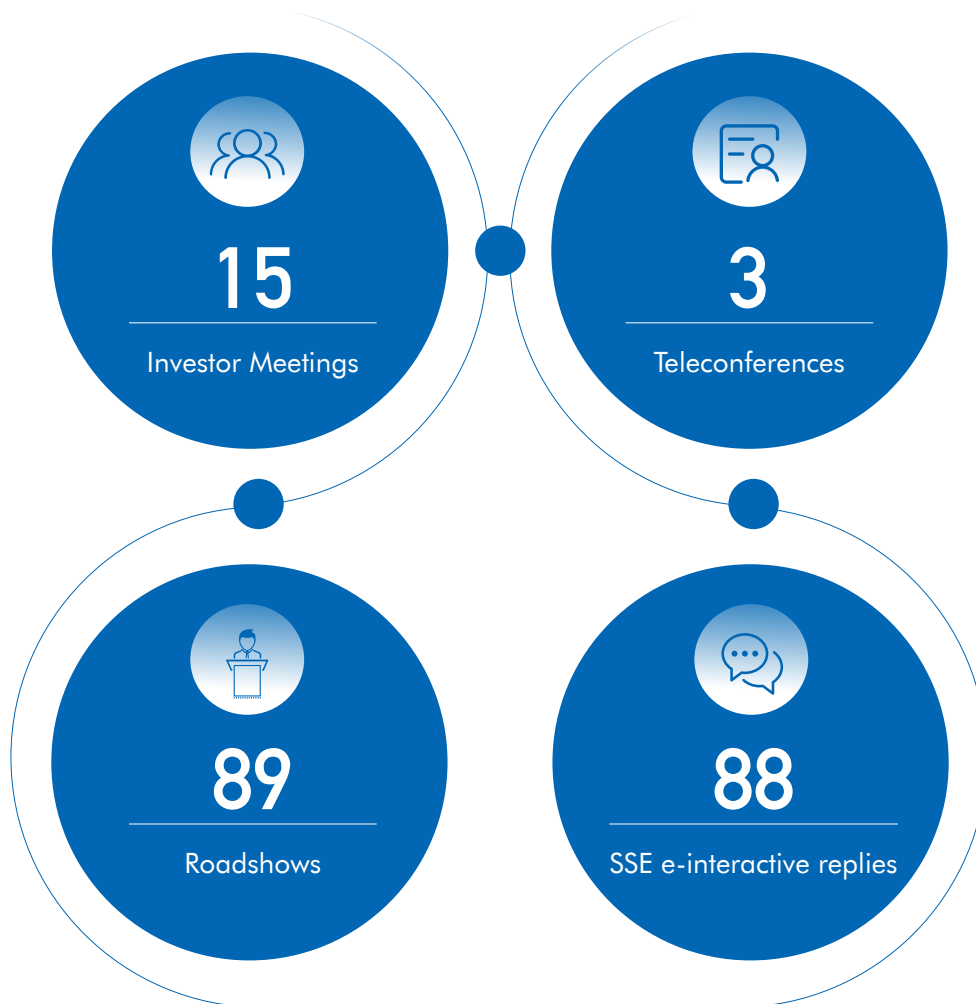 15
Investor Meetings
3
Teleconferences
89
Roadshows
88
SSE e-interactive replies